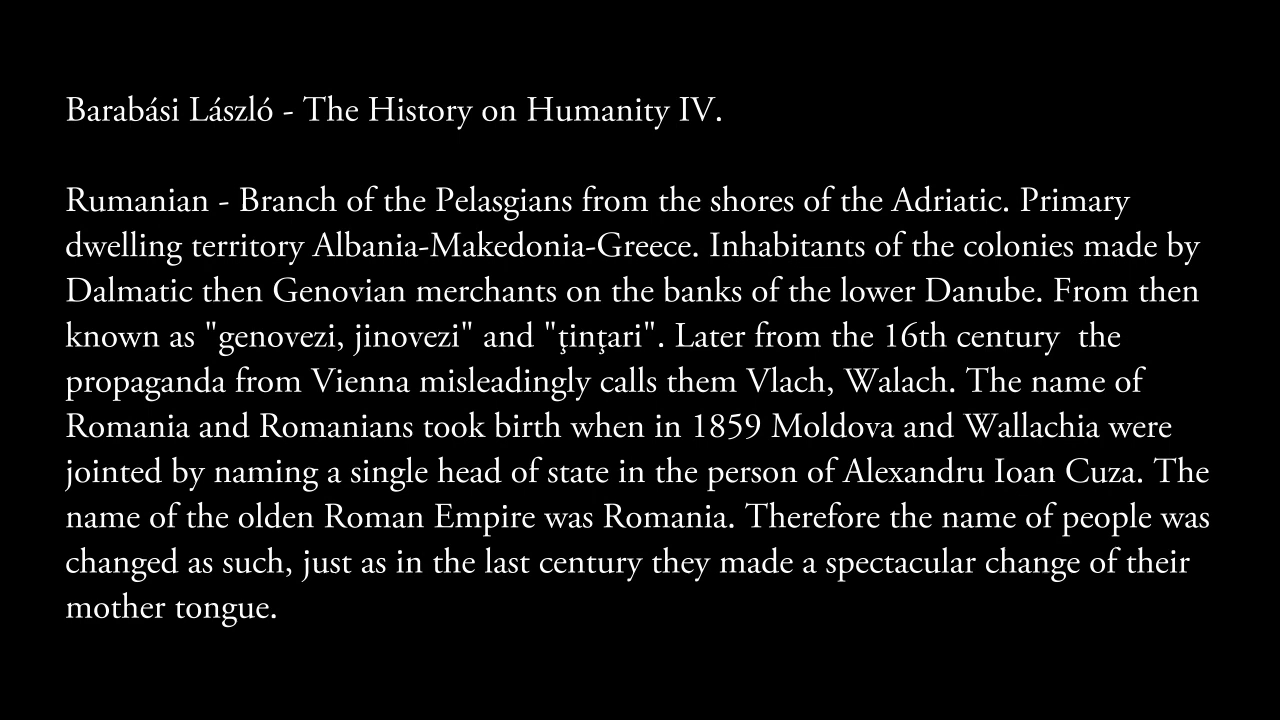 Barabási László - The History on Humanity IV.
Rumanian - Branch of the Pelasgians from the shores of the Adriatic. Primary
dwelling territory Albania-Makedonia-Greece. Inhabitants of the colonies made by
Dalmatic then Genovian merchants on the banks of the lower Danube. From then
known as "genovezi, jinovezi" and "ţinţari". Later from the 16th century  the
propaganda from Vienna misleadingly calls them Vlach, Walach. The name of
Romania and Romanians took birth when in 1859 Moldova and Wallachia were
jointed by naming a single head of state in the person of Alexandru Ioan Cuza. The
name of the olden Roman Empire was Romania. Therefore the name of people was
changed as such, just as in the last century they made a spectacular change of their
mother tongue.